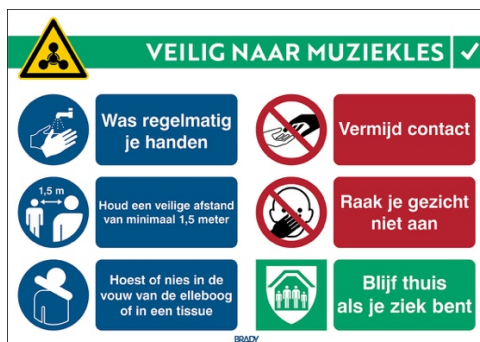 VEILIG NAAR MUZIEKLES
Was regelmatig
je handen
Vermijd contact
1,5 m
Houd een veilige afstand
van minimaal 1,5 meter
Raak je gezicht
niet aan
Hoest of nies in de
vouw van de elleboog
of in een tissue
Blijf thuis
als je ziek bent
BRADY